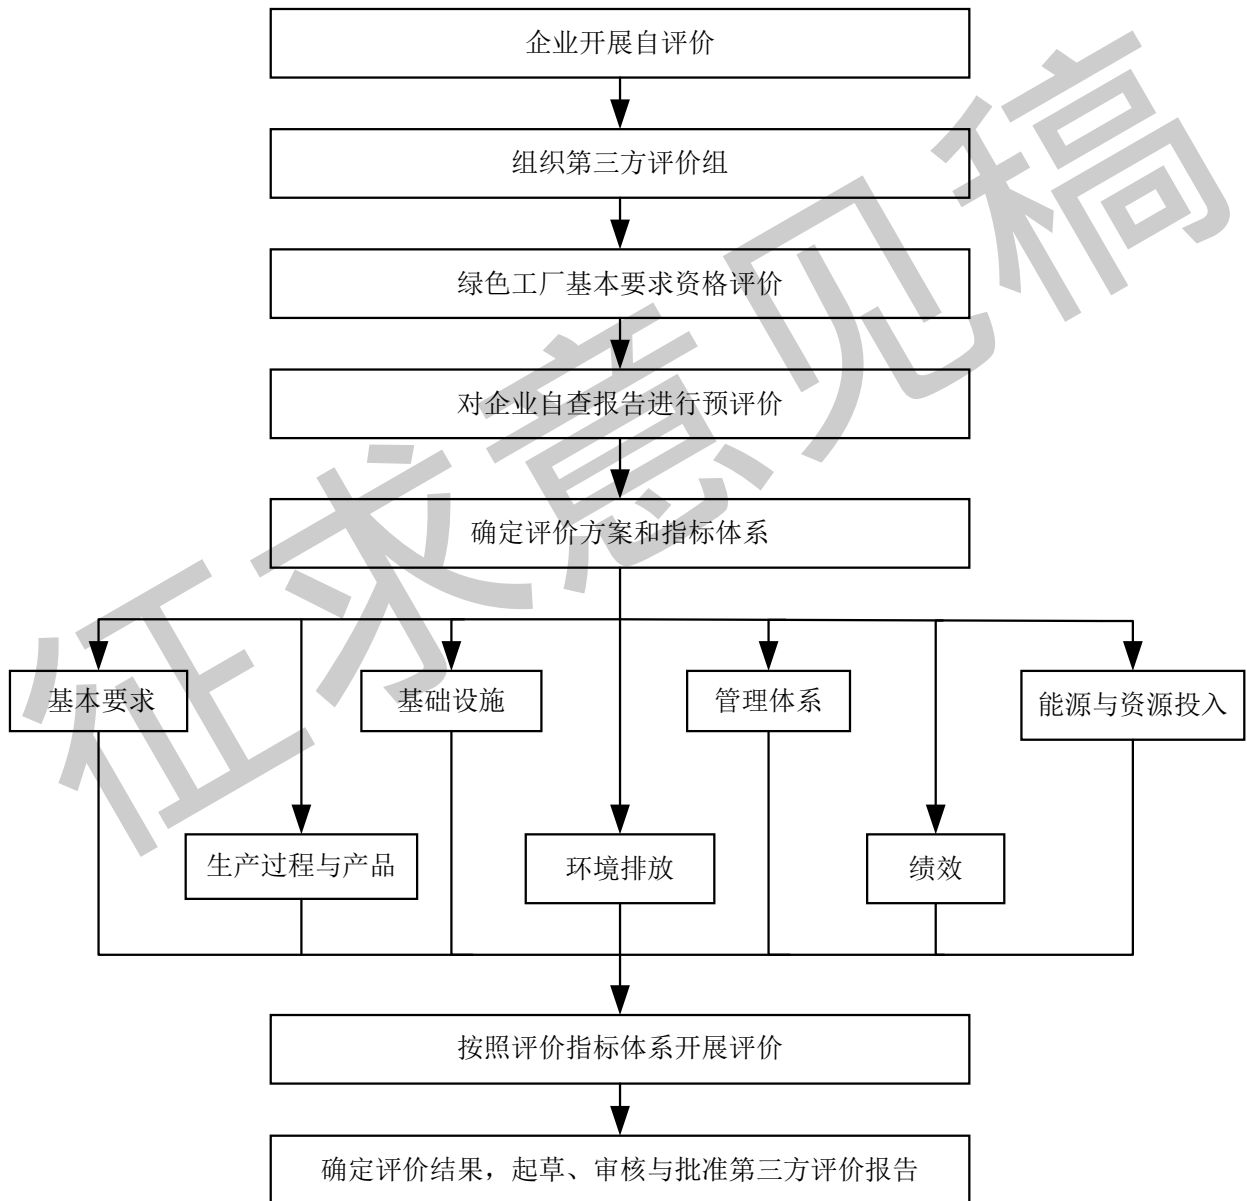 企业开展自评价
组织第三方评价组
绿色工厂基本要求资格评价
对企业自查报告进行预评价
确定评价方案和指标体系
基本要求
基础设施
管理体系
能源与资源投入
生产过程与产品
环境排放
绩效
按照评价指标体系开展评价
确定评价结果，起草、审核与批准第三方评价报告
征求意见稿